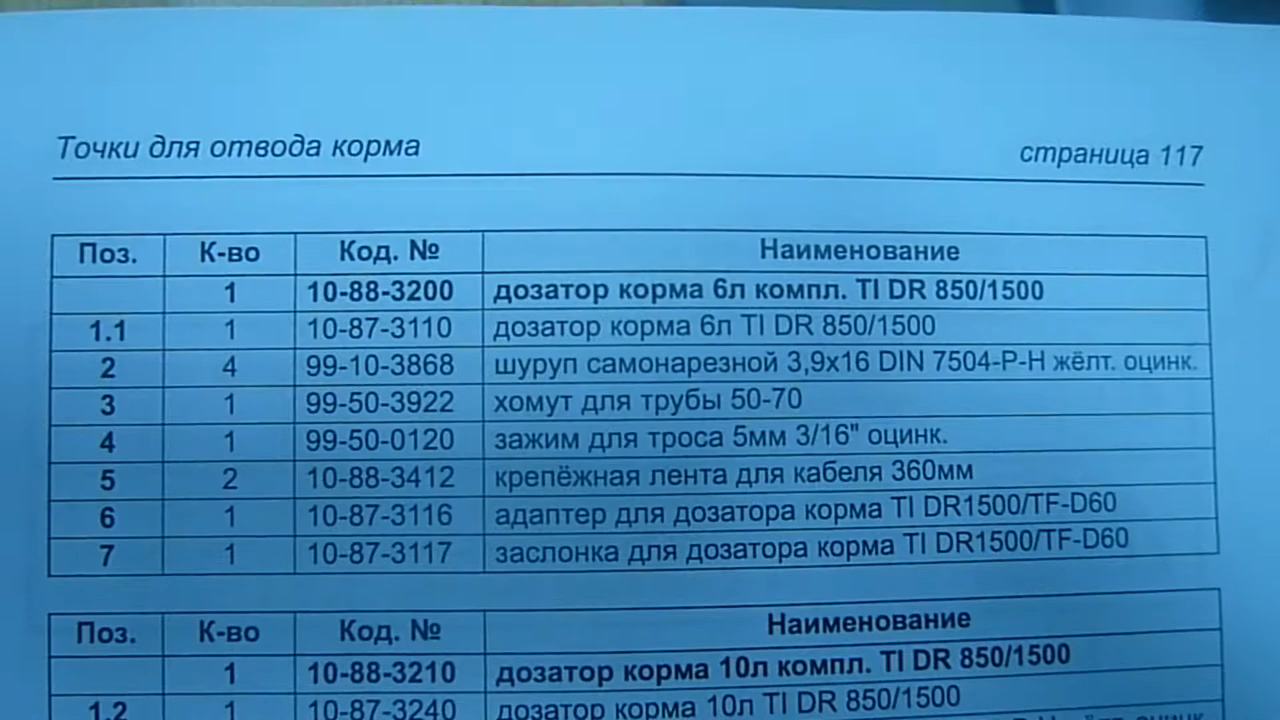 Точки для отвода корма страница 117
Поз. К-во Код. № Наименование
1 10-88-3200 дозатор корма 6л компл. TI DR 850/1500
1.1 1 10-87-3110 дозатор корма 6л TI DR 850/1500
2 4 99-10-3868 шуруп самонарезной 3,9x16 DIN 7504-P-H жёлт. оцинк.
3 1 99-50-3922 хомут для трубы 50-70
4 1 99-50-0120 зажим для троса 5мм 3/16" оцинк.
5 2 10-88-3412 крепёжная лента для кабеля 360мм
6 1 10-87-3116 адаптер для дозатора корма TI DR1500/TF-D60
7 1 10-87-3117 заслонка для дозатора корма TI DR1500/TF-D60
Поз. К-во Код. № Наименование
1 10-88-3210 дозатор корма 10л компл. TI DR 850/1500
1.2 1 10-87-3240 дозатор корма 10л TI DR 850/1500